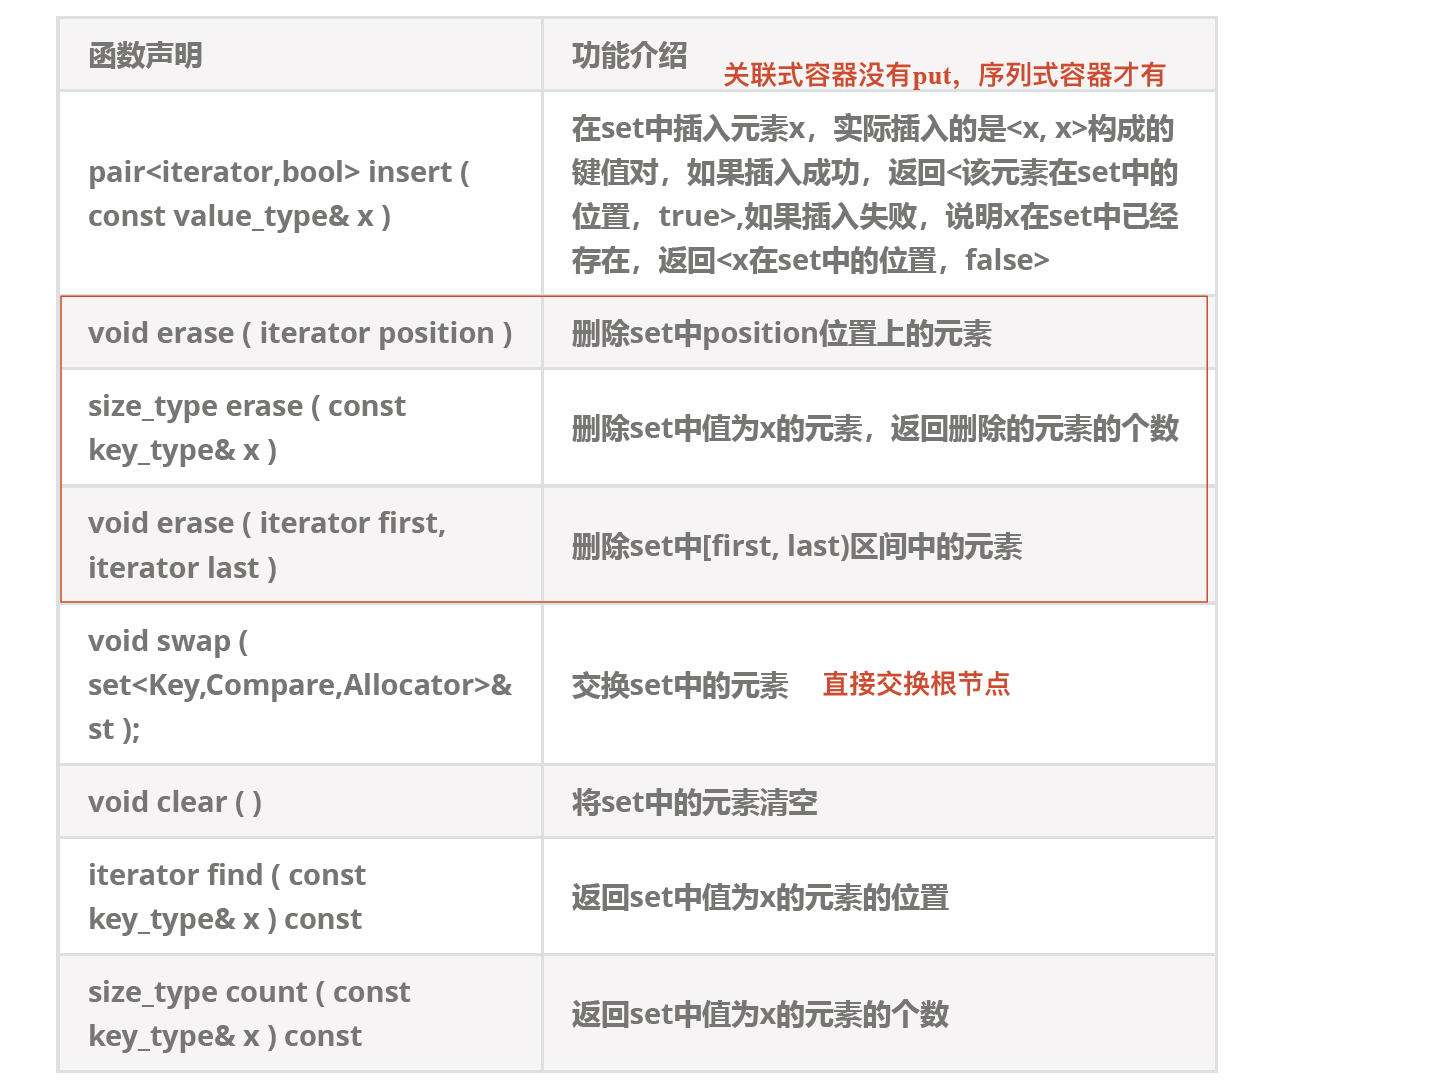 函数声明
功能介绍
关联式容器没有put，序列式容器才有
pair<iterator,bool> insert (
const value_type& x )
在set中插入元素x，实际插入的是<x, x>构成的
键值对，如果插入成功，返回<该元素在set中的
位置，true>,如果插入失败，说明x在set中已经
存在，返回<x在set中的位置，false>
void erase ( iterator position )
删除set中position位置上的元素
size_type erase ( const
key_type& x )
删除set中值为x的元素，返回删除的元素的个数
void erase ( iterator first,
iterator last )
删除set中[first, last)区间中的元素
void swap (
set<Key,Compare,Allocator>&
st );
交换set中的元素
直接交换根节点
void clear ( )
将set中的元素清空
iterator find ( const
key_type& x ) const
返回set中值为x的元素的位置
size_type count ( const
key_type& x ) const
返回set中值为x的元素的个数